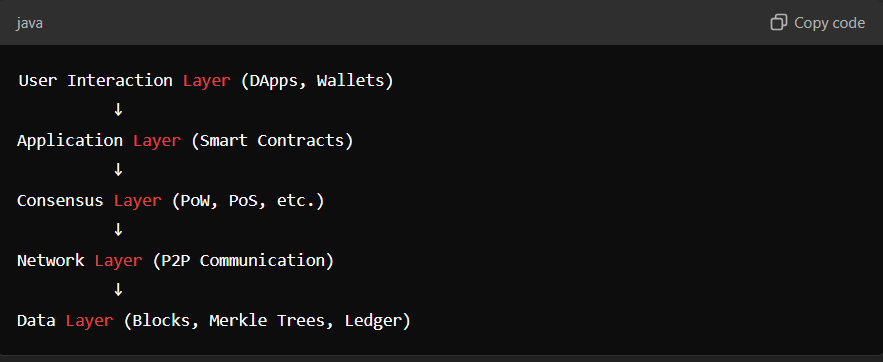 java
Copy code
User Interaction Layer (DApps, Wallets)
↓
Application Layer (Smart Contracts)
↓
Consensus Layer (PoW, PoS, etc.)
↓
Network Layer (P2P Communication)
↓
Data Layer (Blocks, Merkle Trees, Ledger)